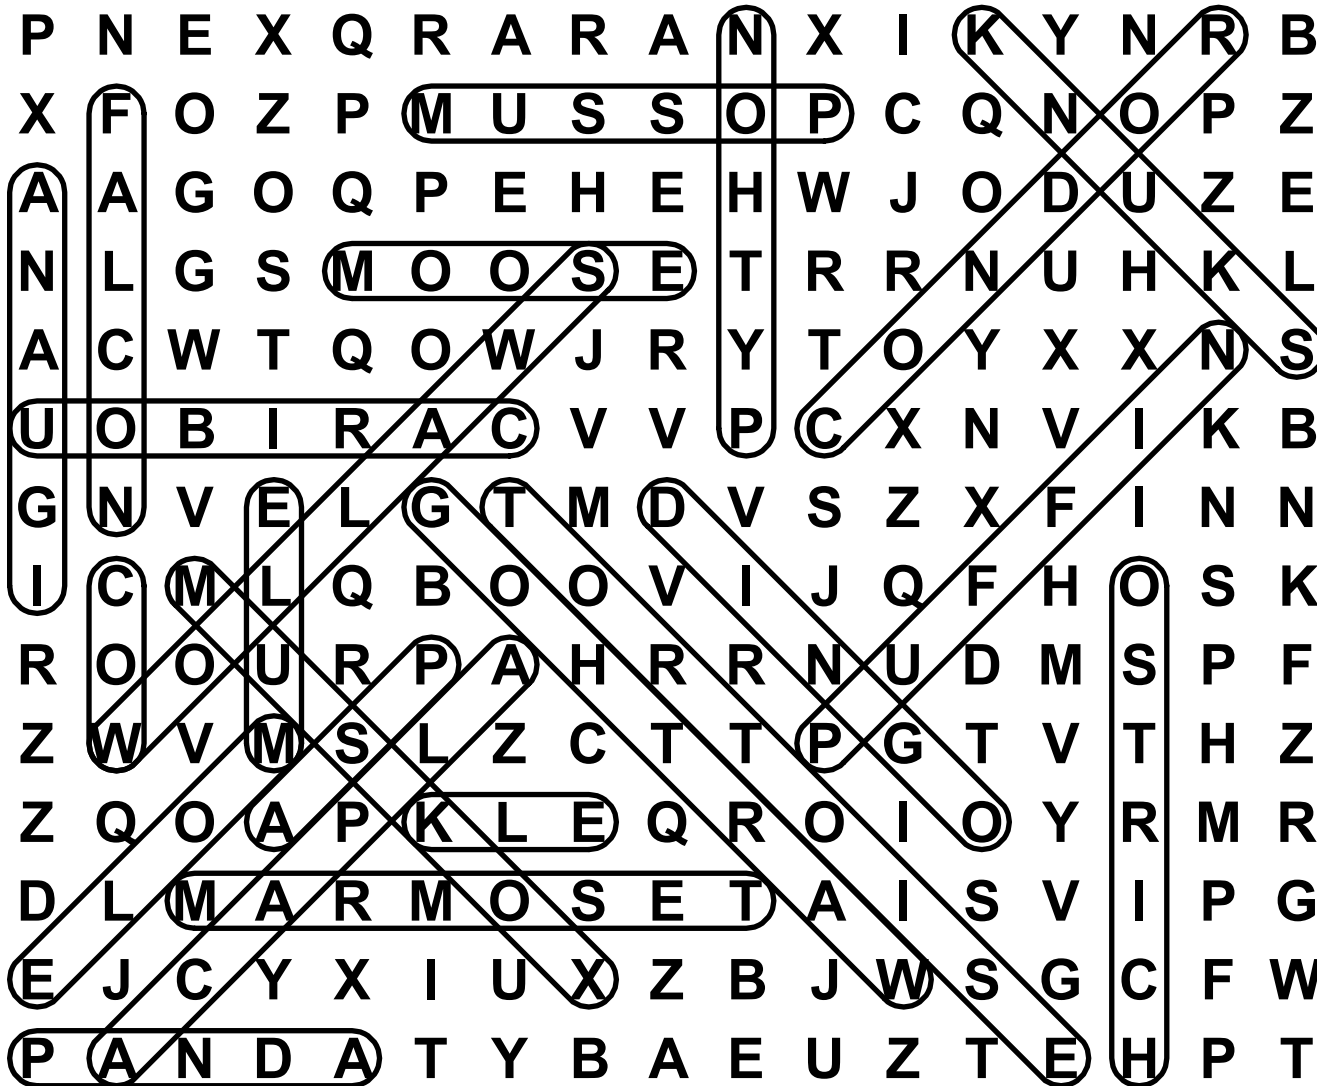 P N E X Q R A R A N X I K Y N R B
X F O Z P M U S S O P C Q N O P Z
A A G O Q P E H E H W J O D U Z E
N L G S M O O S E T R R N U H K L
A C W T Q O W J R Y T O Y X X N S
U O B I R A C V V P C X N V I K B
G N V E L G T M D V S Z X F I N N
I C M L Q B O O V I J Q F H O S K
R O O U R P A H R R N U D M S P F
Z W V M S L Z C T T P G T V T H Z
Z Q O A P K L E Q R O I O Y R M R
D L M A R M O S E T A I S V I P G
E J C Y X I U X Z B J W S G C F W
P A N D A T Y B A E U Z T E H P T